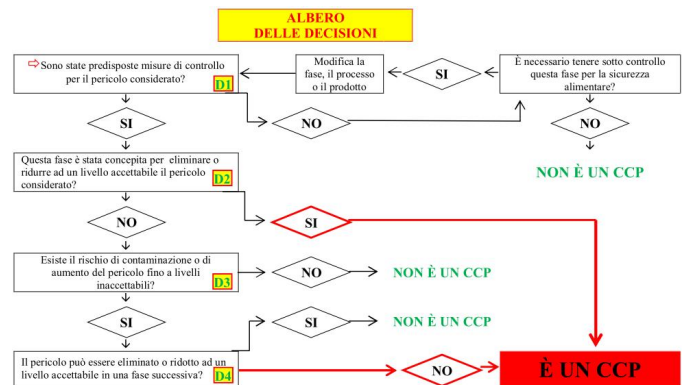 ALBERO
DELLE DECISIONI
⇨Sono state predisposte misure di controllo
per il pericolo considerato?
D1
Modifica la
fase, il processo
o il prodotto
SI
È necessario tenere sotto controllo
questa fase per la sicurezza
alimentare?
SI
NO
NO
NON È UN CCP
Questa fase è stata concepita per eliminare o
ridurre ad un livello accettabile il pericolo
considerato?
D2
NO
SI
Esiste il rischio di contaminazione o di
aumento del pericolo fino a livelli
inaccettabili?
D3
NO
NON È UN CCP
SI
SI
NON È UN CCP
Il pericolo può essere eliminato o ridotto ad un
livello accettabile in una fase successiva?
D4
NO
È UN CCP